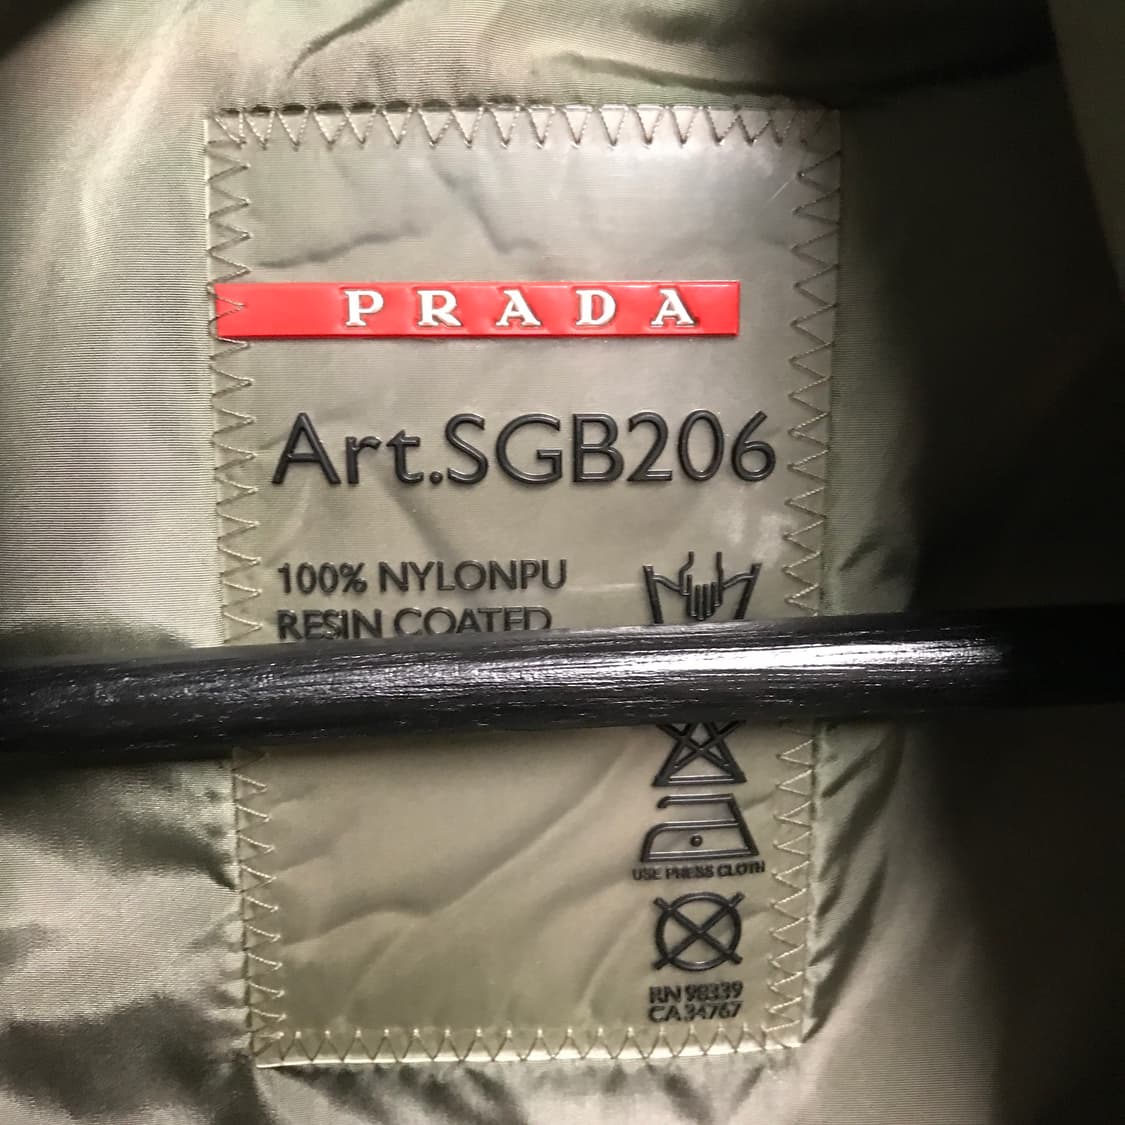 PRADA
Art.SGB206
100% NYLONPU
RESIN COATED
USE PRESS CLOTH
RN 98339
CA 34767